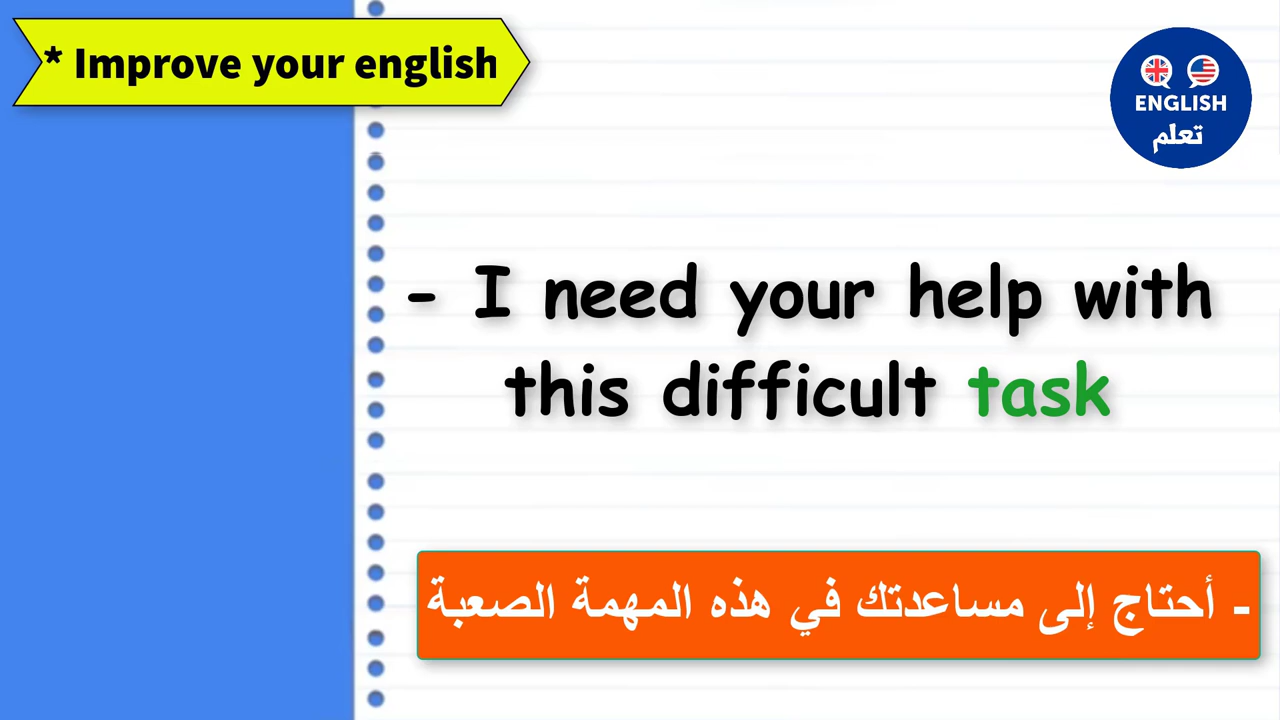 * Improve your english
ENGLISH
تعلم
- I need your help with
this difficult task
- أحتاج إلى مساعدتك في هذه المهمة الصعبة